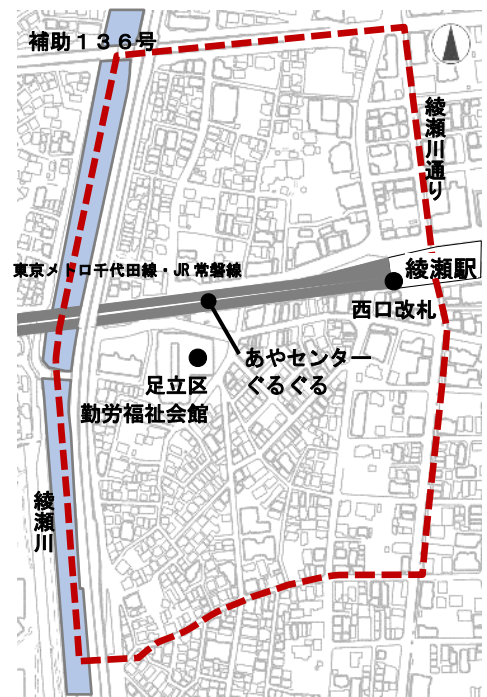 補助１３６号
綾瀬川通り
東京メトロ千代田線・JR 常磐線
綾瀬駅
西口改札
あやセンター
ぐるぐる
足立区
勤労福祉会館
綾瀬川